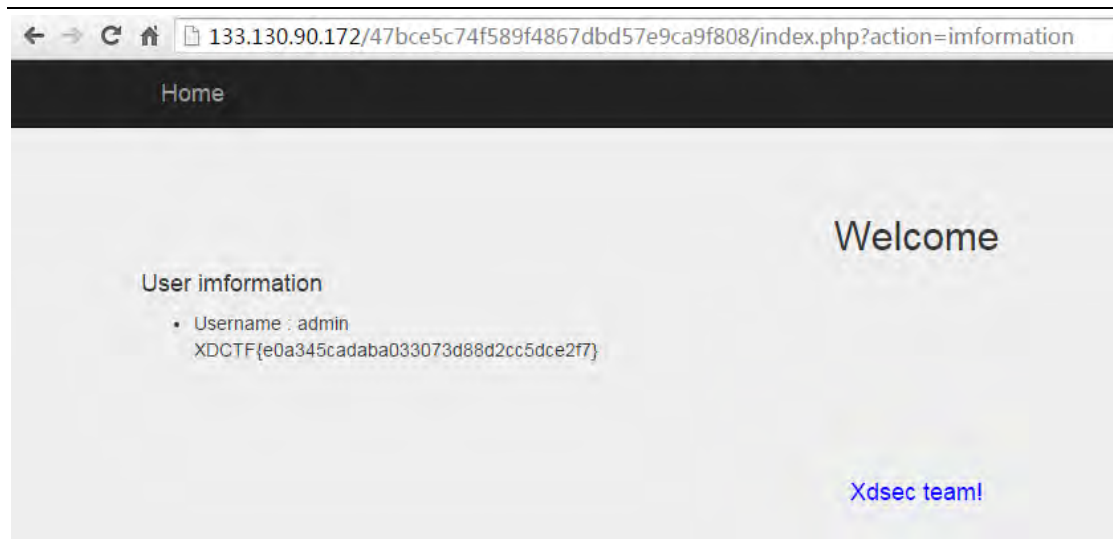 133.130.90.172/47bce5c74f589f4867dbd57e9ca9f808/index.php?action=imformation
Home
Welcome
User imformation
• Username : admin
XDCTF{e0a345cadaba033073d88d2cc5dce2f7}
Xdsec team!